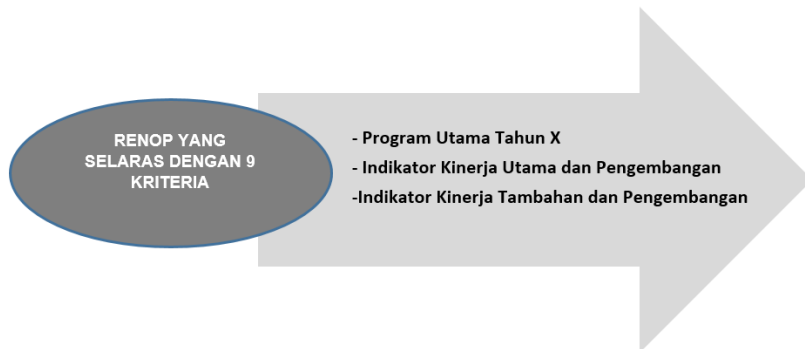 RENOP YANG
SELARAS DENGAN 9
KRITERIA
- Program Utama Tahun X
- Indikator Kinerja Utama dan Pengembangan
-Indikator Kinerja Tambahan dan Pengembangan